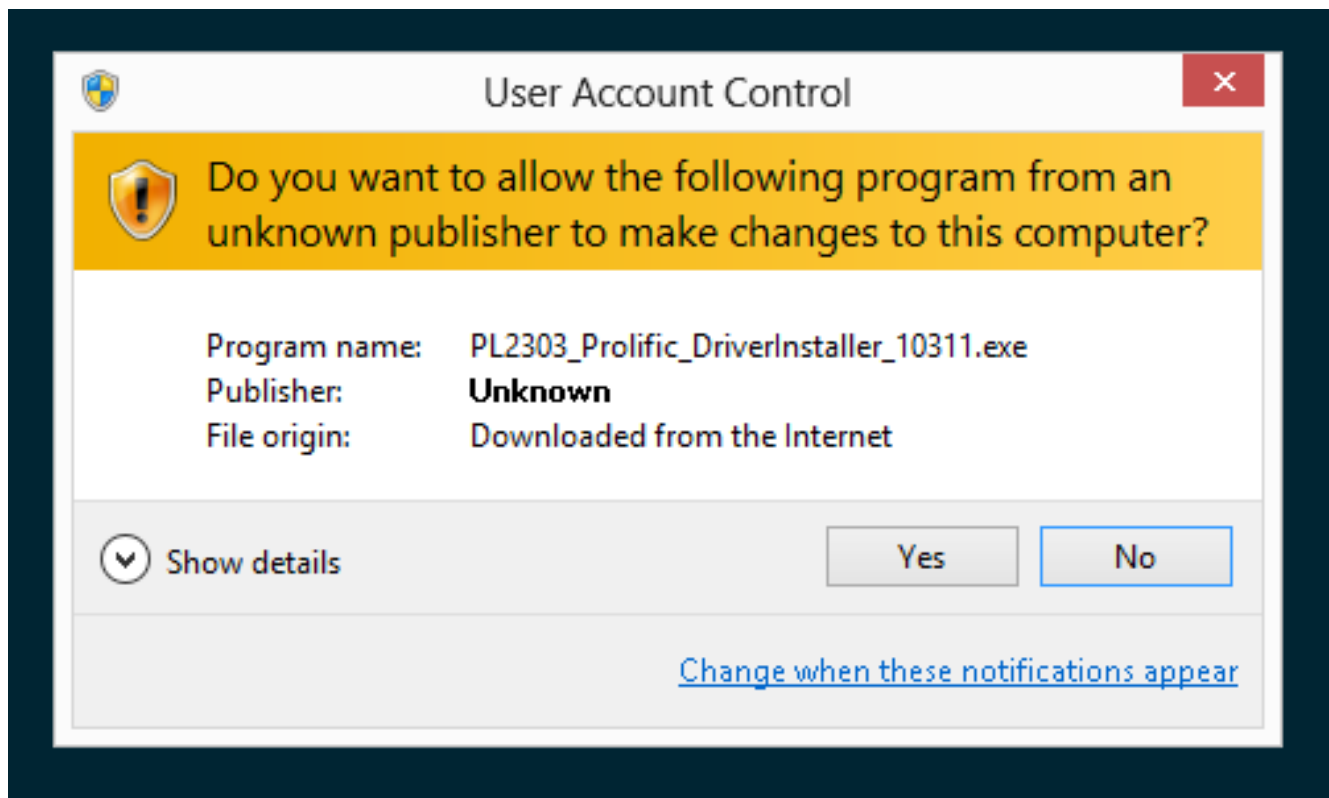 User Account Control
Do you want to allow the following program from an
unknown publisher to make changes to this computer?
Program name: PL2303_Prolific_DriverInstaller_10311.exe
Publisher: Unknown
File origin: Downloaded from the Internet
Show details Yes No
Change when these notifications appear